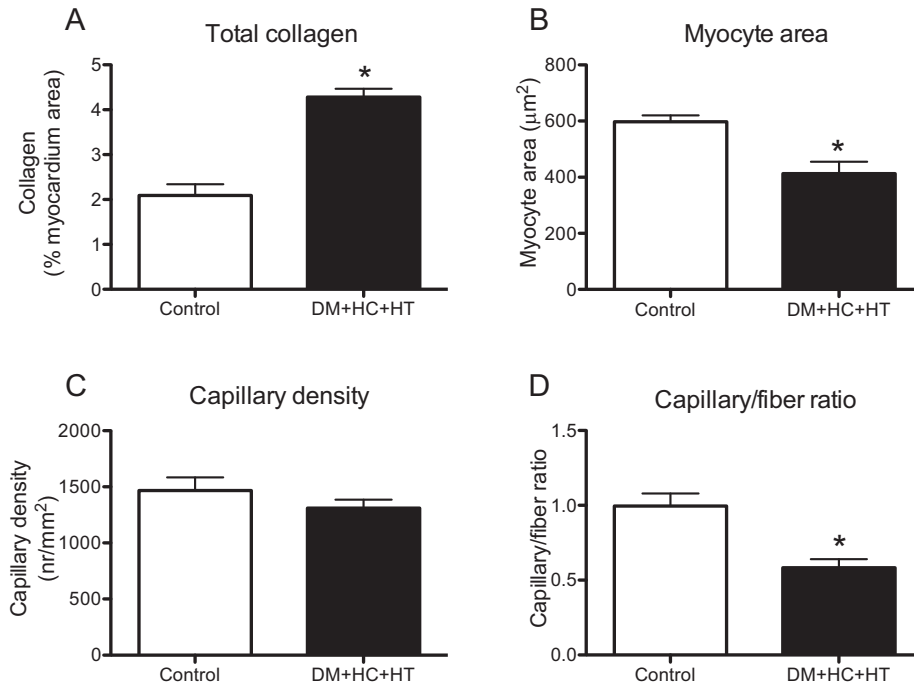 A
Total collagen
Collagen
(% myocardium area)
5
4
3
2
1
0
*
Control
DM+HC+HT
B
Myocyte area
Myocyte area (μm²)
800
600
400
200
0
*
Control
DM+HC+HT
C
Capillary density
Capillary density
(nr/mm²)
2000
1500
1000
500
0
Control
DM+HC+HT
D
Capillary/fiber ratio
Capillary/fiber ratio
1.5
1.0
0.5
0.0
*
Control
DM+HC+HT